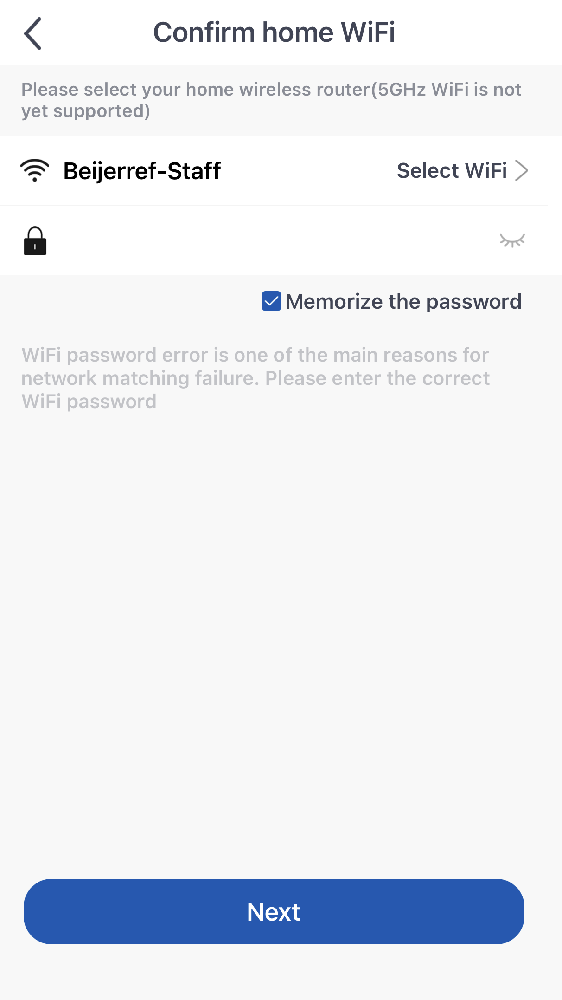 Confirm home WiFi
Please select your home wireless router(5GHz WiFi is not
yet supported)
Beijerref-Staff
Select WiFi
Memorize the password
WiFi password error is one of the main reasons for
network matching failure. Please enter the correct
WiFi password
Next